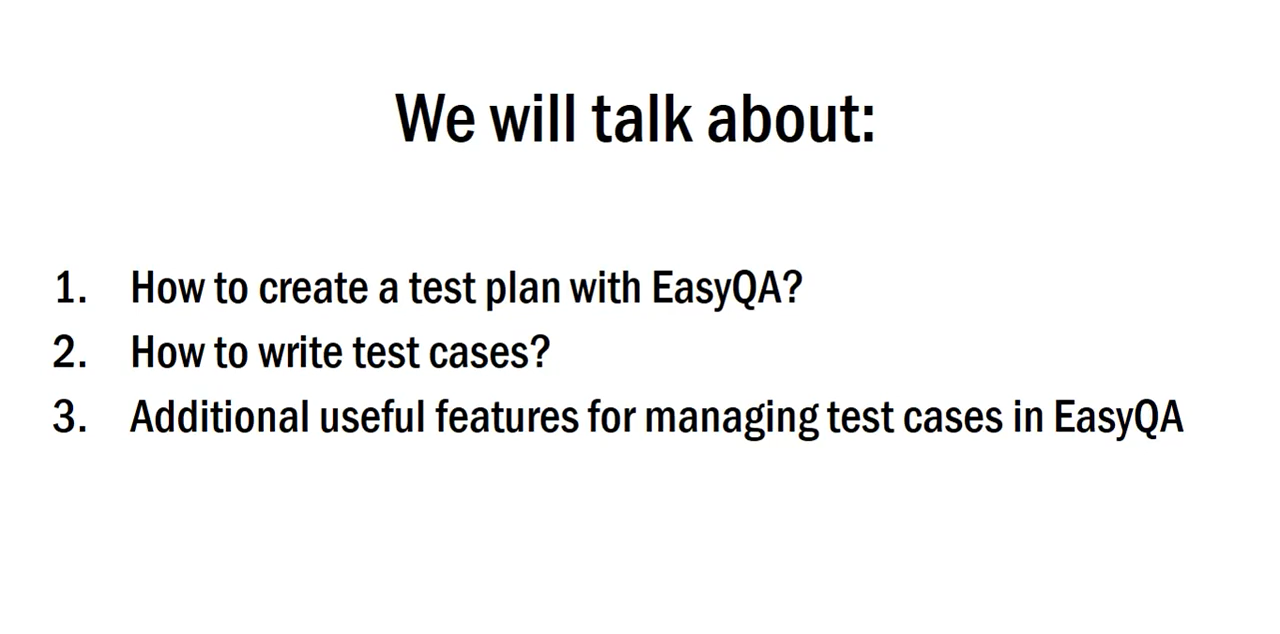 We will talk about:
1. How to create a test plan with EasyQA?
2. How to write test cases?
3. Additional useful features for managing test cases in EasyQA